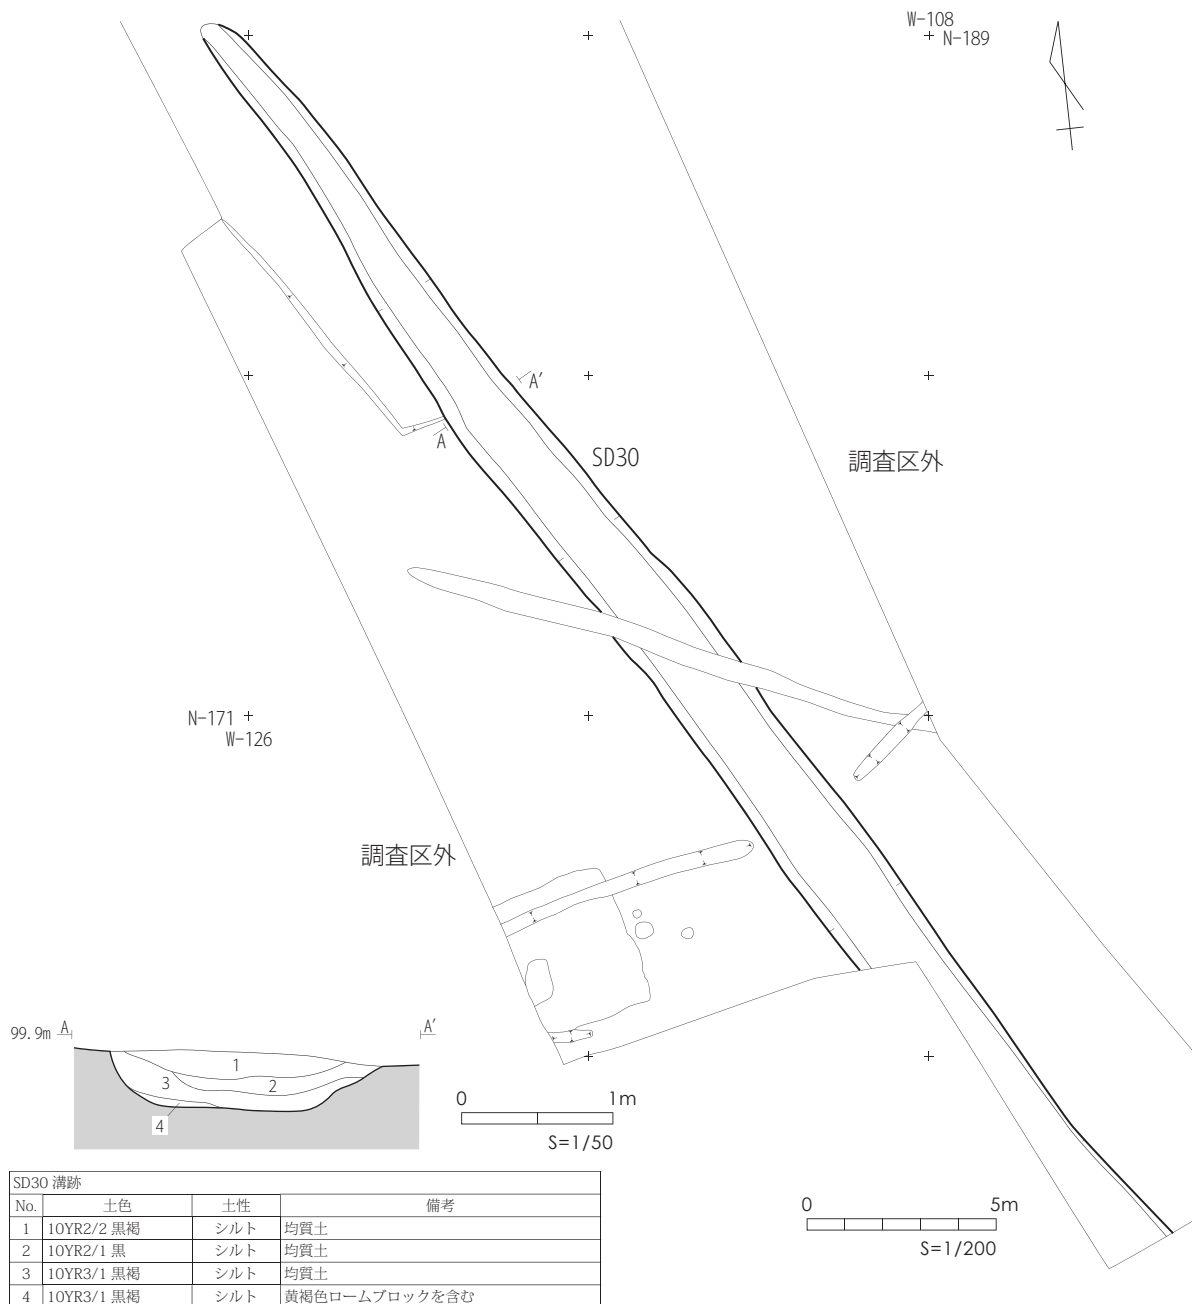 W-108
N-189
A′
A
SD30
調査区外
N-171
W-126
調査区外
99.9m A
A′
1
2
3
4
0 1m
S=1/50
SD30 溝跡
No. 土色 土性 備考
1 10YR2/2 黒褐 シルト 均質土
2 10YR2/1 黒 シルト 均質土
3 10YR3/1 黒褐 シルト 均質土
4 10YR3/1 黒褐 シルト 黄褐色ロームブロックを含む
0 5m
S=1/200